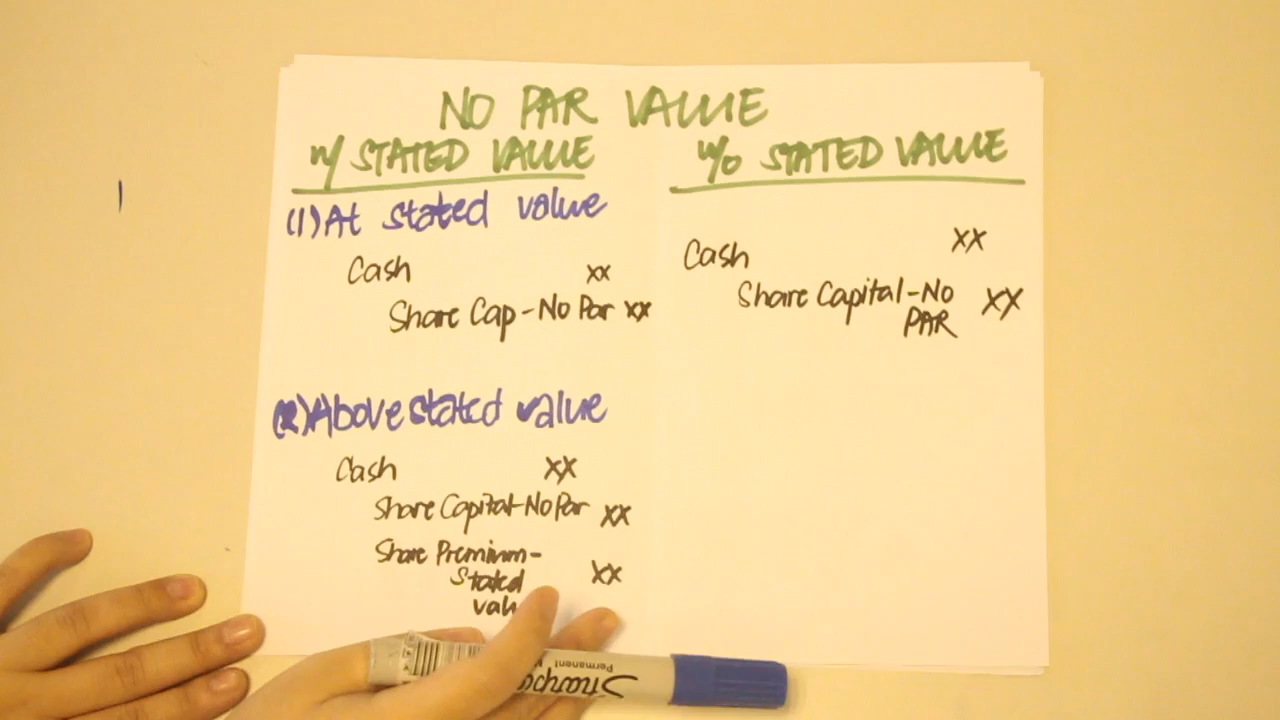 NO PAR VALUE
w/ STATED VALUE
(1) At stated value
Cash xx
Share Cap - No Par xx
(2) Above stated value
Cash xx
Share Capital - No Par xx
Share Premium -
Stated xx
w/o STATED VALUE
Cash xx
Share Capital - No xx
PAR
Permanent